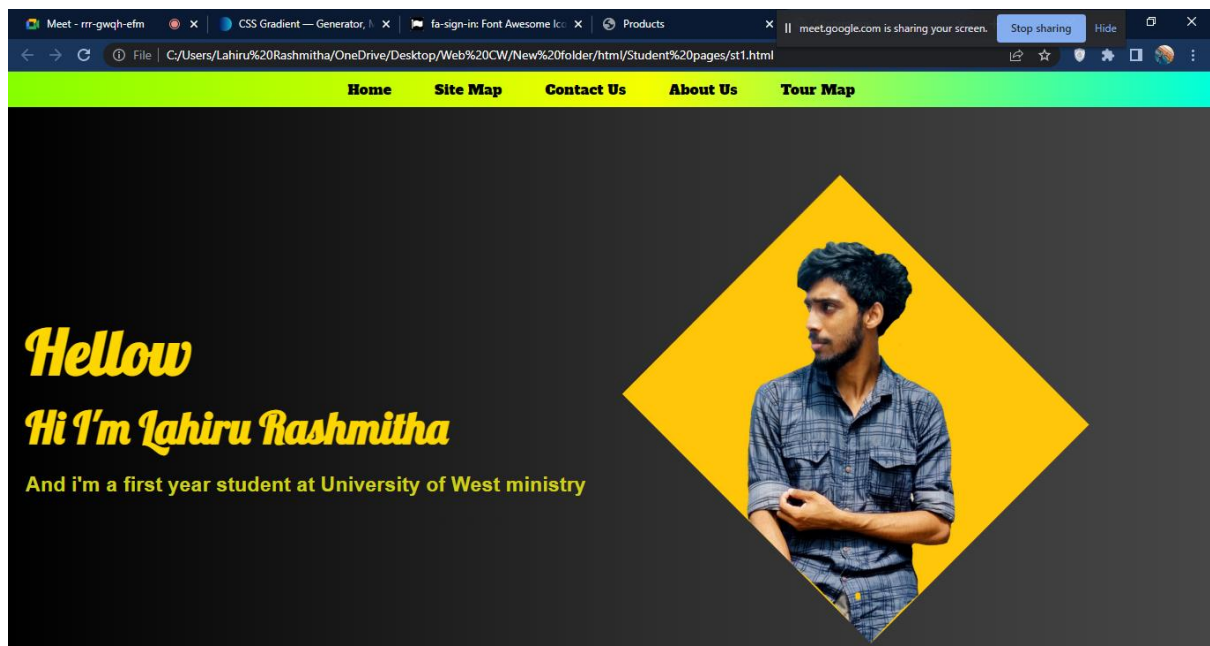 Meet - rrr-gwqh-efm
CSS Gradient — Generator,
fa-sign-in: Font Awesome Ico
Products
meet.google.com is sharing your screen.
Stop sharing
Hide
File
C:/Users/Lahiru%20Rashmitha/OneDrive/Desktop/Web%20CW/New%20folder/html/Student%20pages/st1.html
Home Site Map Contact Us About Us Tour Map
Hellow
Hi I'm Lahiru Rashmitha
And i'm a first year student at University of West ministry